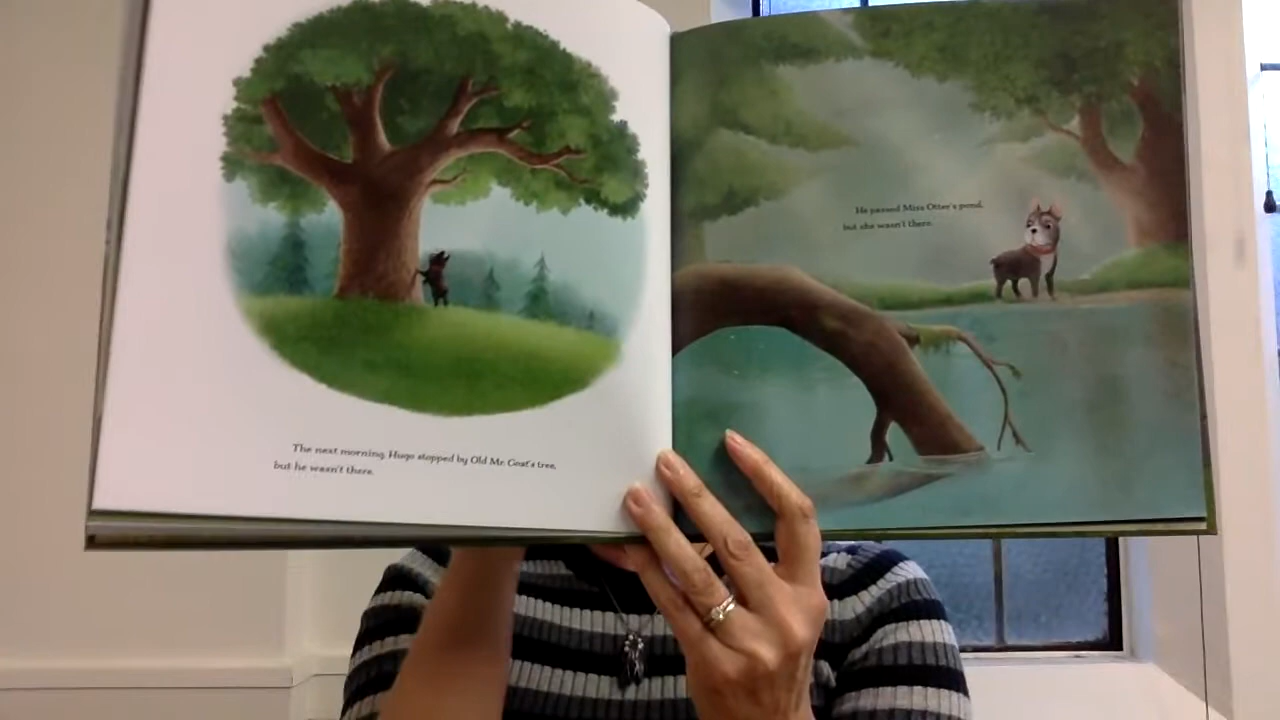 The next morning, Hugo stopped by Old Mr. Goat's tree,
but he wasn't there.
He passed Miss Otter's pond,
but she wasn't there.